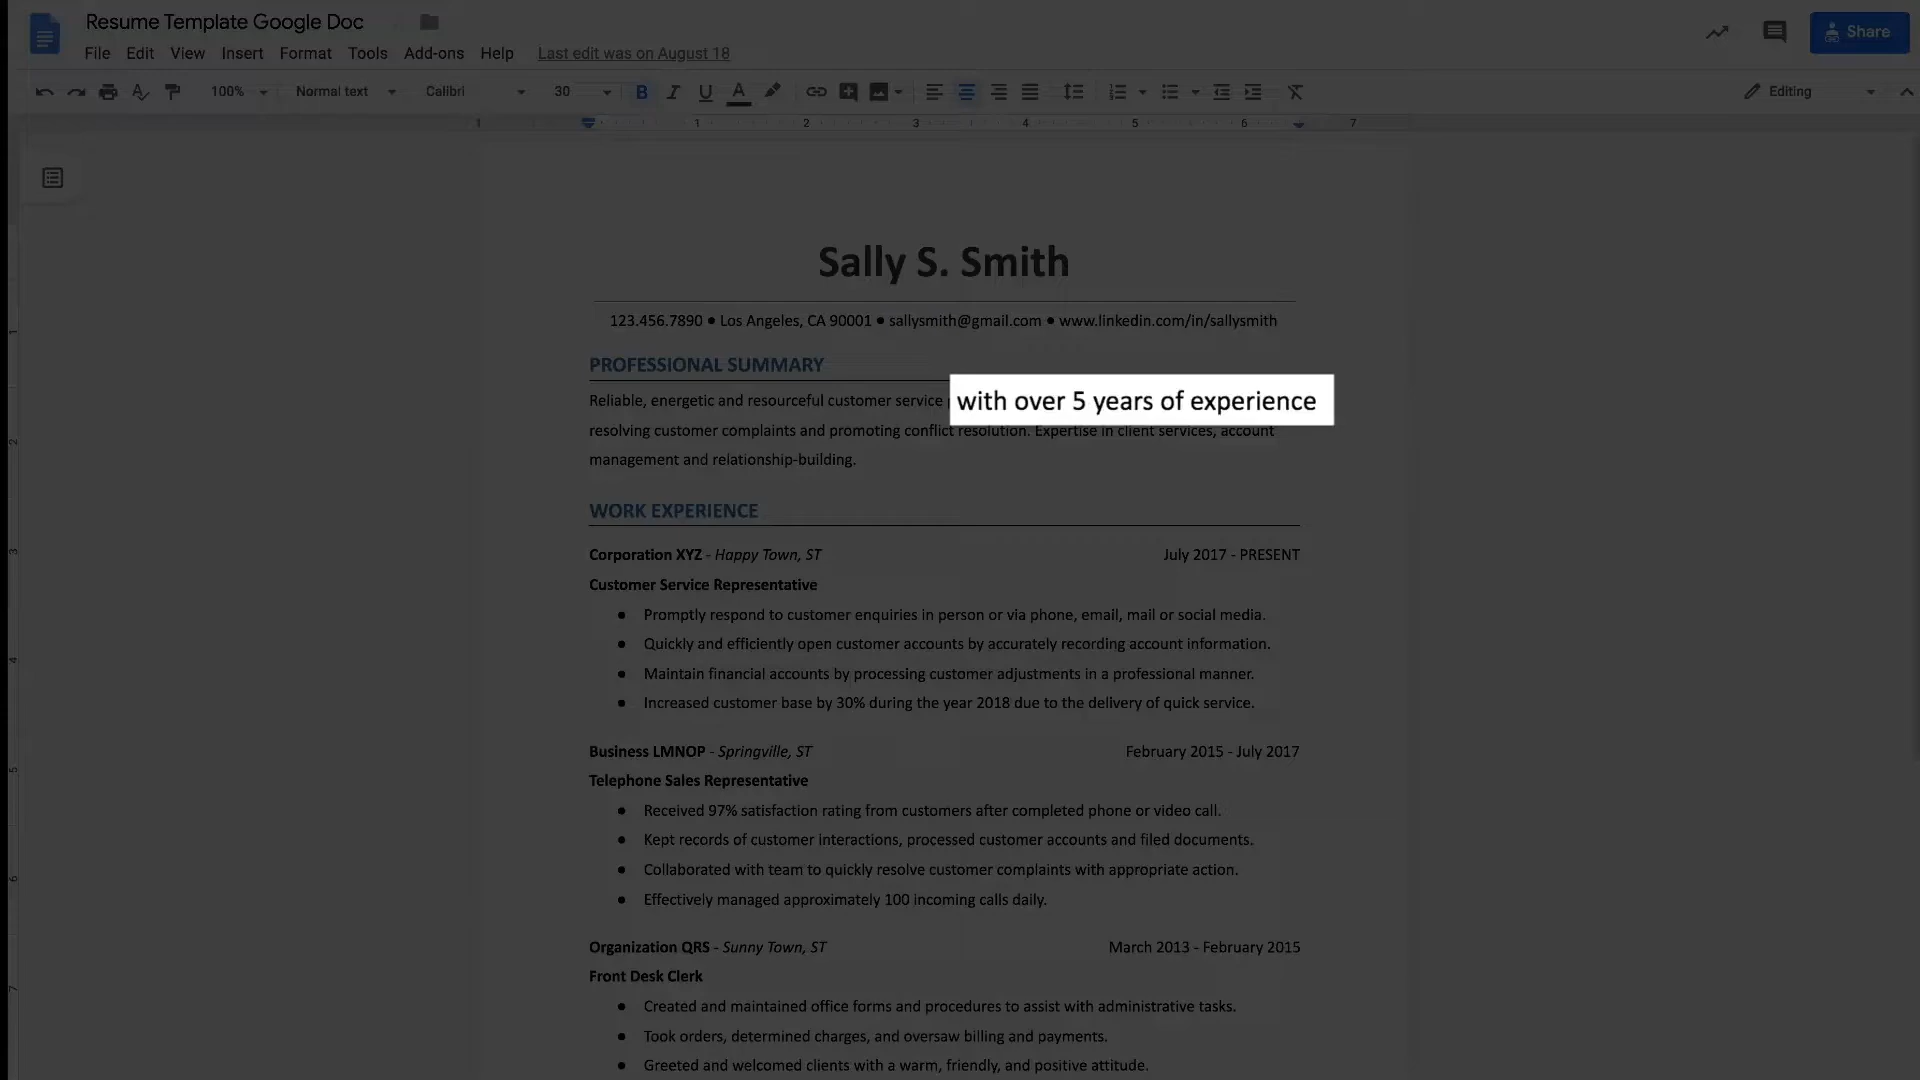 Resume Template Google Doc
File Edit View Insert Format Tools Add-ons Help Last edit was on August 18
Share
100% Normal text Calibri 30 B I U A Editing
1 1 2 3 4 5 6 7
Sally S. Smith
123.456.7890 ● Los Angeles, CA 90001 ● sallysmith@gmail.com ● www.linkedin.com/in/sallysmith
PROFESSIONAL SUMMARY
Reliable, energetic and resourceful customer service with over 5 years of experience
resolving customer complaints and promoting conflict resolution. Expertise in client services, account
management and relationship-building.
WORK EXPERIENCE
Corporation XYZ - Happy Town, ST July 2017 - PRESENT
Customer Service Representative
● Promptly respond to customer enquiries in person or via phone, email, mail or social media.
● Quickly and efficiently open customer accounts by accurately recording account information.
● Maintain financial accounts by processing customer adjustments in a professional manner.
● Increased customer base by 30% during the year 2018 due to the delivery of quick service.
Business LMNOP - Springville, ST February 2015 - July 2017
Telephone Sales Representative
● Received 97% satisfaction rating from customers after completed phone or video call.
● Kept records of customer interactions, processed customer accounts and filed documents.
● Collaborated with team to quickly resolve customer complaints with appropriate action.
● Effectively managed approximately 100 incoming calls daily.
Organization QRS - Sunny Town, ST March 2013 - February 2015
Front Desk Clerk
● Created and maintained office forms and procedures to assist with administrative tasks.
● Took orders, determined charges, and oversaw billing and payments.
● Greeted and welcomed clients with a warm, friendly, and positive attitude.